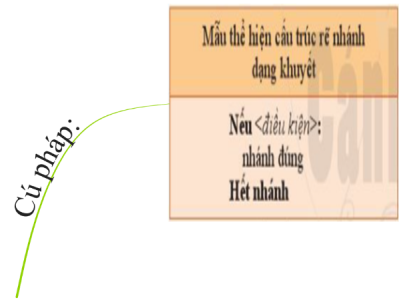 Cú pháp:
Mẫu thể hiện cấu trúc rẽ nhánh
dạng khuyết
Nếu <điều kiện>:
nhánh đúng
Hết nhánh